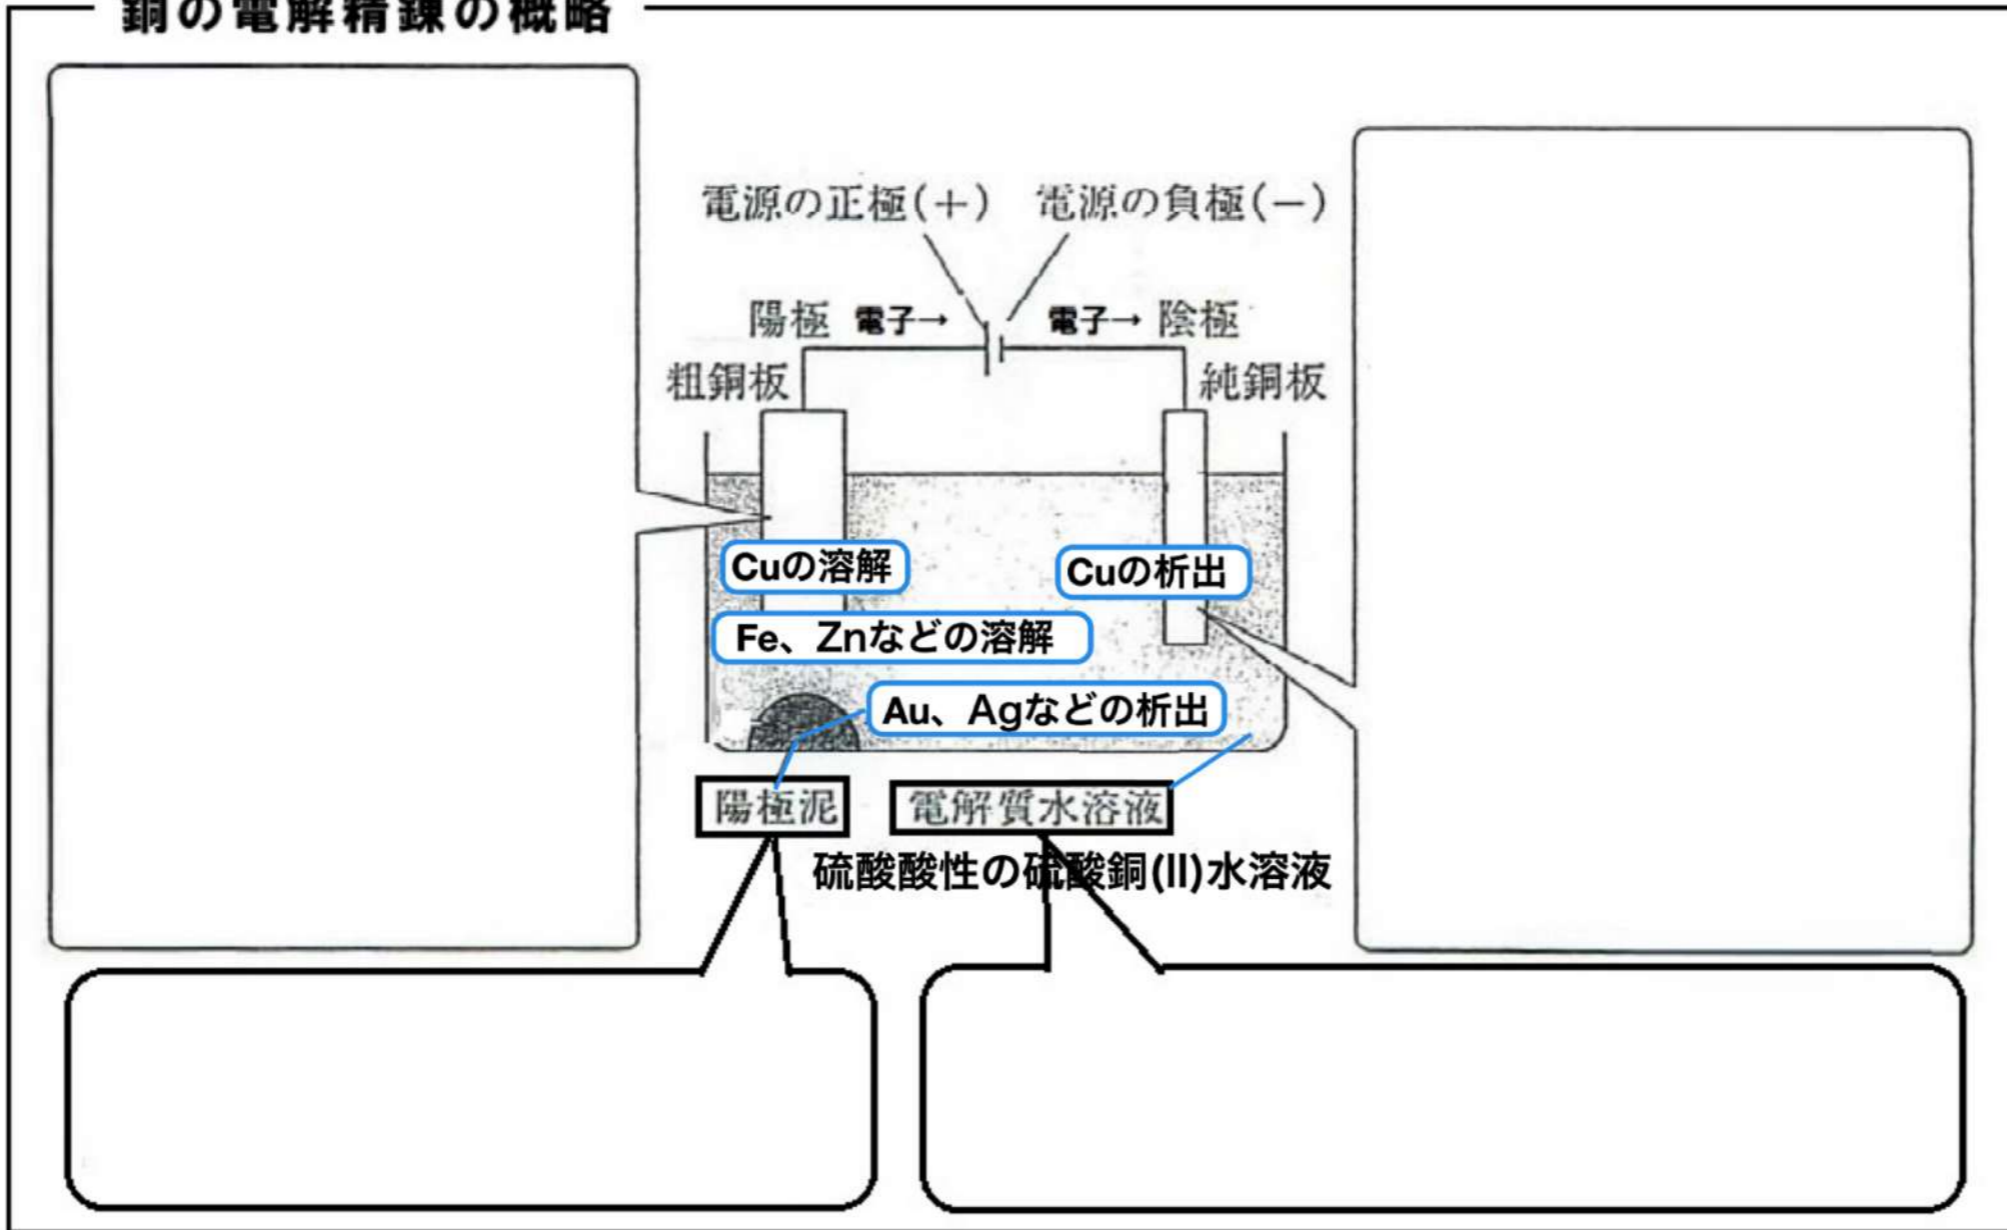 銅の電解精錬の概略
電源の正極(+) 電源の負極(-)
陽極 電子→ 電子→ 陰極
粗銅板 純銅板
Cuの溶解 Cuの析出
Fe、Znなどの溶解
Au、Agなどの析出
陽極泥 電解質水溶液
硫酸酸性の硫酸銅(II)水溶液